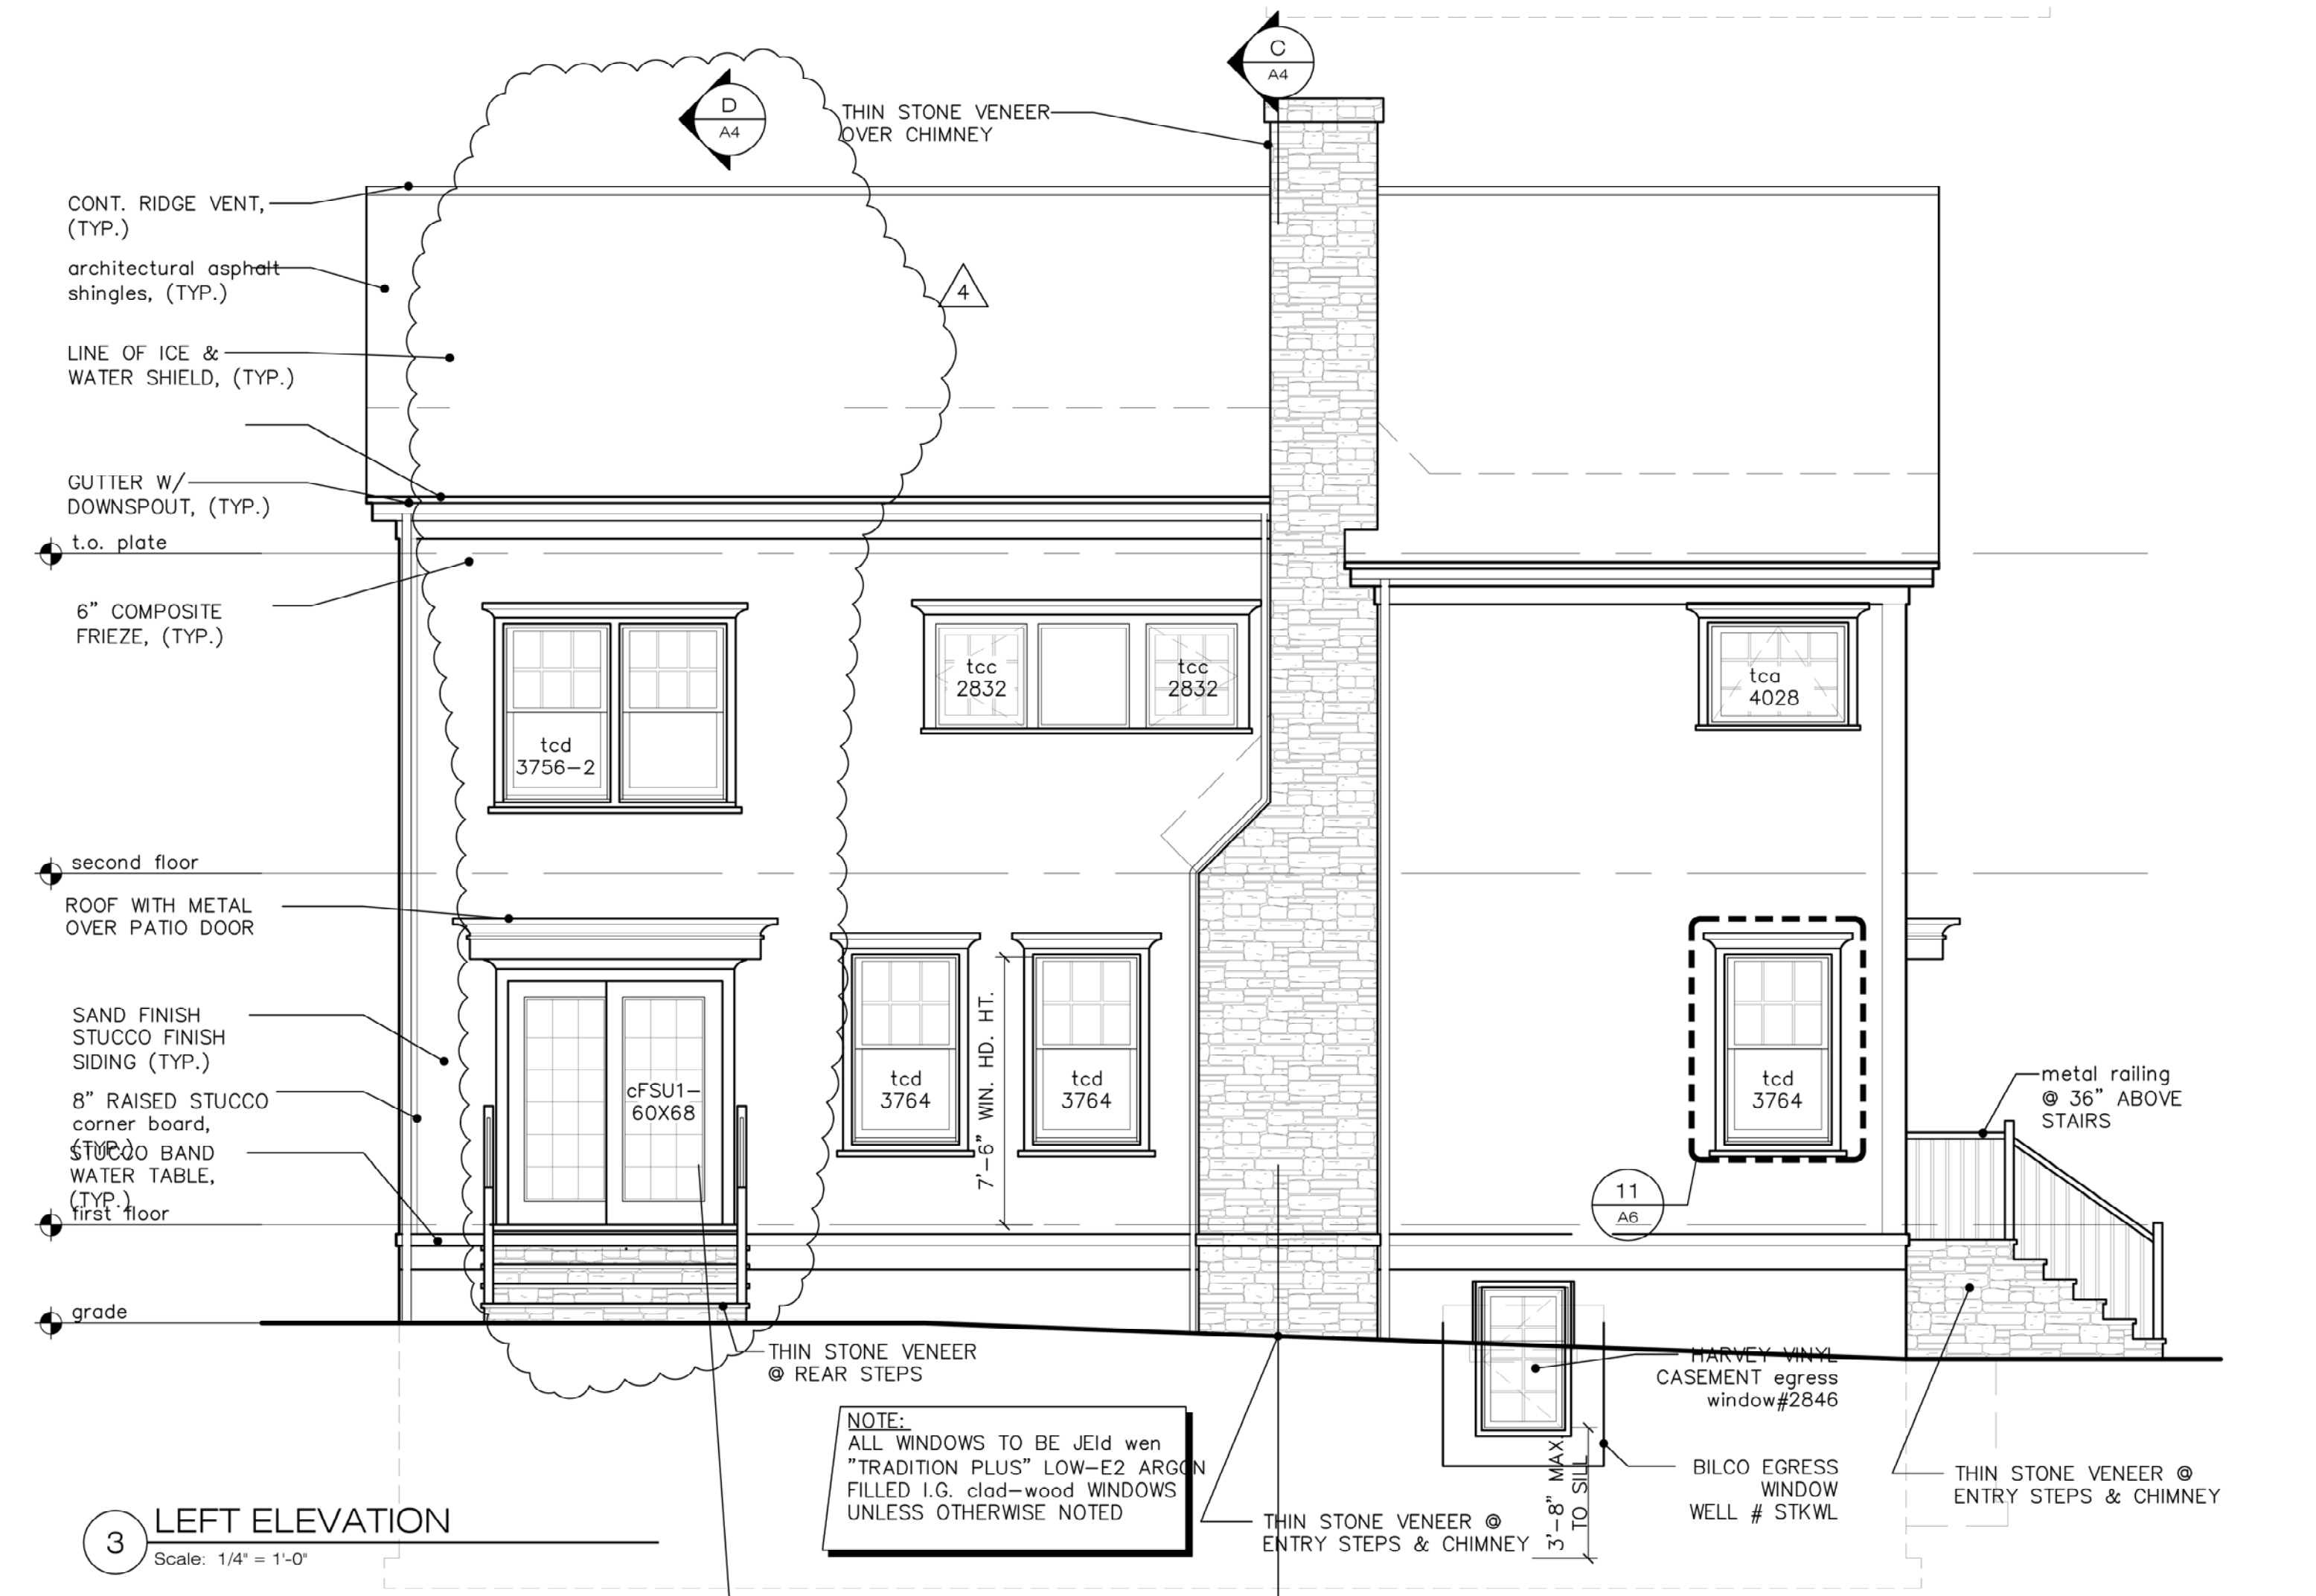 C
A4
D
A4
THIN STONE VENEER
OVER CHIMNEY
CONT. RIDGE VENT,
(TYP.)
architectural asphalt
shingles, (TYP.)
4
LINE OF ICE &
WATER SHIELD, (TYP.)
GUTTER W/
DOWNSPOUT, (TYP.)
t.o. plate
6" COMPOSITE
FRIEZE, (TYP.)
tcc
2832
tcc
2832
tca
4028
tcd
3756-2
second floor
ROOF WITH METAL
OVER PATIO DOOR
SAND FINISH
STUCCO FINISH
SIDING (TYP.)
8" RAISED STUCCO
corner board,
(TYP.)
STUCCO BAND
WATER TABLE,
(TYP.)
first floor
cFSU1-
60X68
tcd
3764
7'-6" WIN. HD. HT.
tcd
3764
tcd
3764
metal railing
@ 36" ABOVE
STAIRS
11
A6
grade
THIN STONE VENEER
@ REAR STEPS
HARVEY VINYL
CASEMENT egress
window#2846
NOTE:
ALL WINDOWS TO BE JEld wen
"TRADITION PLUS" LOW-E2 ARGON
FILLED I.G. clad-wood WINDOWS
UNLESS OTHERWISE NOTED
3'-8" MAX.
TO SILL
BILCO EGRESS
WINDOW
WELL # STKWL
THIN STONE VENEER @
ENTRY STEPS & CHIMNEY
THIN STONE VENEER @
ENTRY STEPS & CHIMNEY
3
LEFT ELEVATION
Scale: 1/4" = 1'-0"